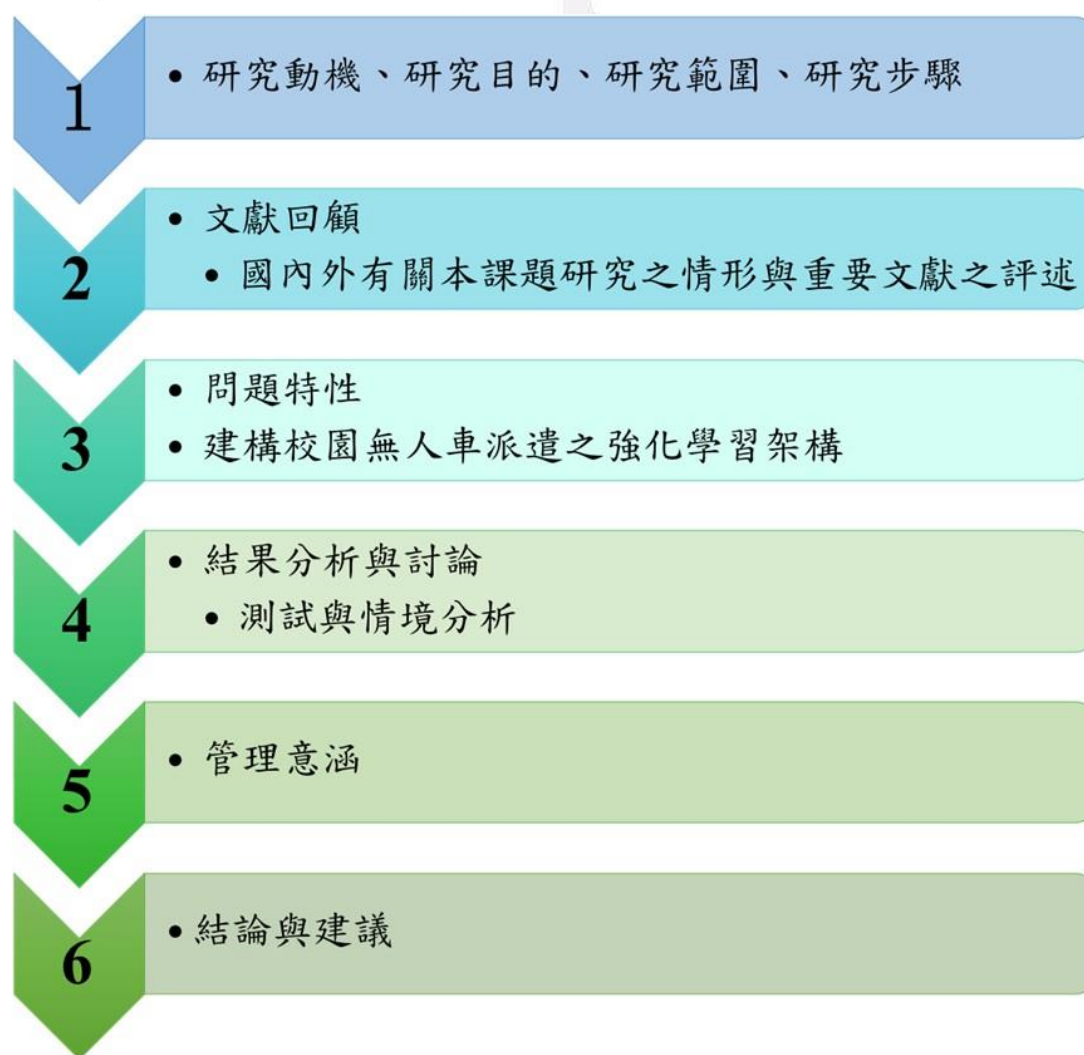 1
• 研究動機、研究目的、研究範圍、研究步驟
2
• 文獻回顧
• 國內外有關本課題研究之情形與重要文獻之評述
3
• 問題特性
• 建構校園無人車派遣之強化學習架構
4
• 結果分析與討論
• 測試與情境分析
5
• 管理意涵
6
• 結論與建議